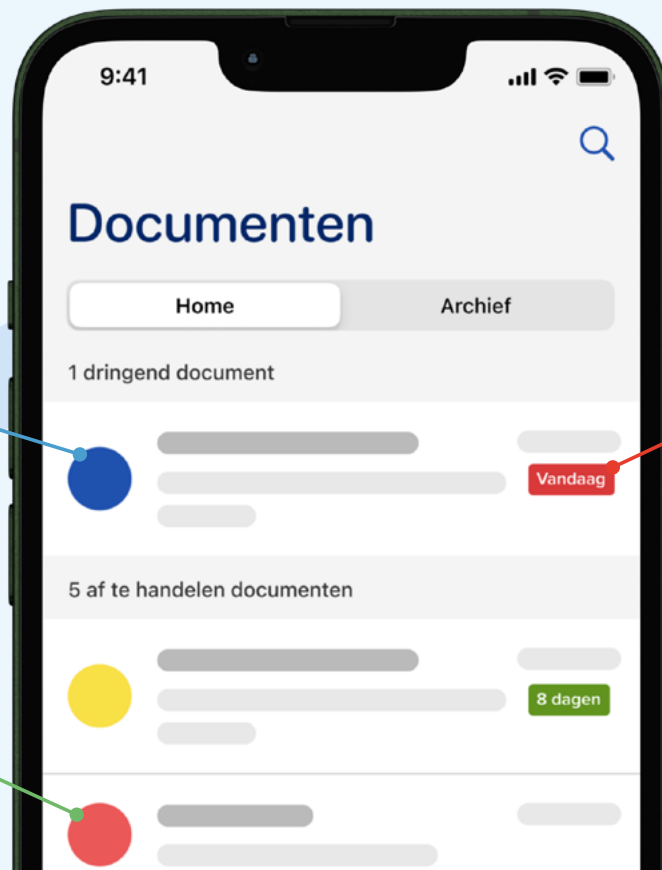 9:41
Documenten
Home Archief
1 dringend document
Vandaag
5 af te handelen documenten
8 dagen